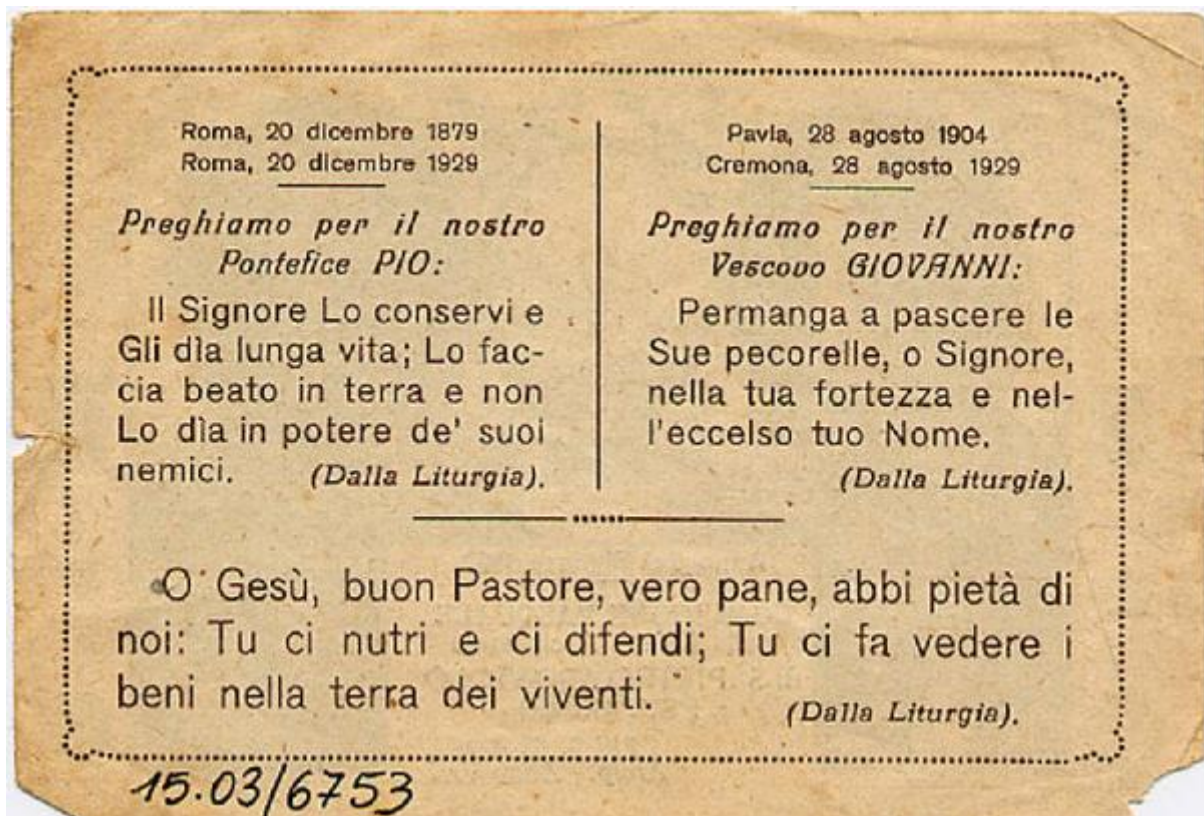 Roma, 20 dicembre 1879
Roma, 20 dicembre 1929
Preghiamo per il nostro
Pontefice PIO:
Il Signore Lo conservi e
Gli dìa lunga vita; Lo fac-
cia beato in terra e non
Lo dìa in potere de' suoi
nemici. (Dalla Liturgia).
Pavia, 28 agosto 1904
Cremona, 28 agosto 1929
Preghiamo per il nostro
Vescovo GIOVANNI:
Permanga a pascere le
Sue pecorelle, o Signore,
nella tua fortezza e nel-
l'eccelso tuo Nome.
(Dalla Liturgia).
O Gesù, buon Pastore, vero pane, abbi pietà di
noi: Tu ci nutri e ci difendi; Tu ci fa vedere i
beni nella terra dei viventi.
(Dalla Liturgia).
15.03/6753